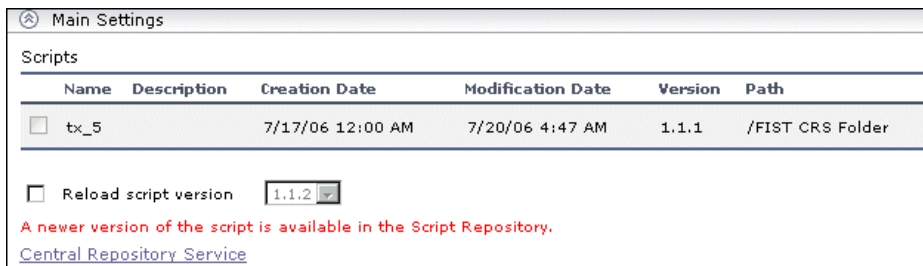 Main Settings
Scripts
Name Description Creation Date Modification Date Version Path
tx_5 7/17/06 12:00 AM 7/20/06 4:47 AM 1.1.1 /FIST CRS Folder
Reload script version 1.1.2
A newer version of the script is available in the Script Repository.
Central Repository Service